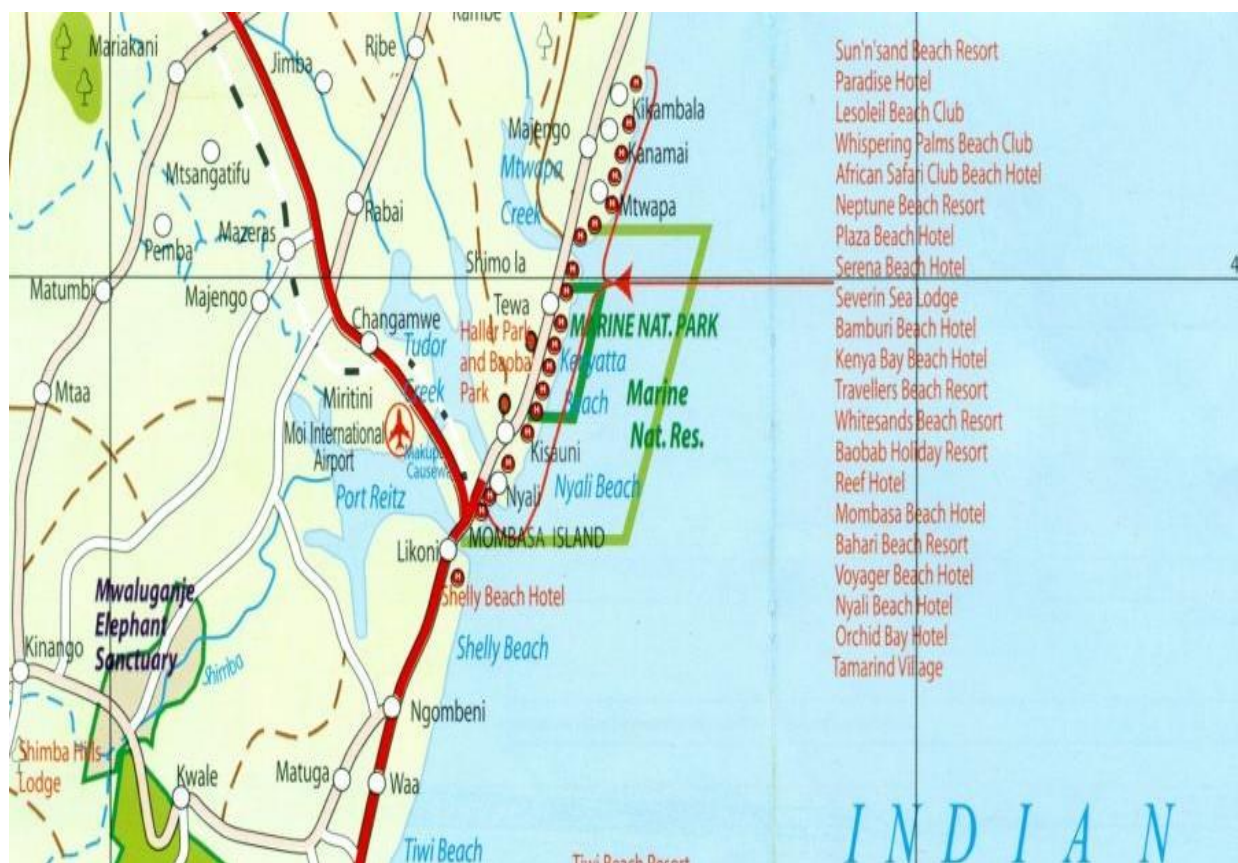 Mariakani
Jimba
Ribe
Rambe
Mtsangatifu
Pemba
Mazeras
Rabai
Majengo
Mtwapa
Creek
Kikambala
Kanamai
Mtwapa
Matumbi
Majengo
Shimo la
Tewa
Changamwe
Tudor
Creek
Haller Park
and Baoba
Park
MARINE NAT. PARK
Kenyatta
Beach
Marine
Nat. Res.
Mtaa
Miritini
Moi International
Airport
Makupa
Causeway
Port Reitz
Kisauni
Nyali
Nyali Beach
MOMBASA ISLAND
Likoni
Shelly Beach Hotel
Shelly Beach
Mwaluganje
Elephant
Sanctuary
Kinango
Shimba
Shimba Hills
Lodge
Ngombeni
Kwale
Matuga
Waa
Tiwi Beach
Tiwi Beach Resort
Sun'n'sand Beach Resort
Paradise Hotel
Lesoleil Beach Club
Whispering Palms Beach Club
African Safari Club Beach Hotel
Neptune Beach Resort
Plaza Beach Hotel
Serena Beach Hotel
Severin Sea Lodge
Bamburi Beach Hotel
Kenya Bay Beach Hotel
Travellers Beach Resort
Whitesands Beach Resort
Baobab Holiday Resort
Reef Hotel
Mombasa Beach Hotel
Bahari Beach Resort
Voyager Beach Hotel
Nyali Beach Hotel
Orchid Bay Hotel
Tamarind Village
4
INDIAN